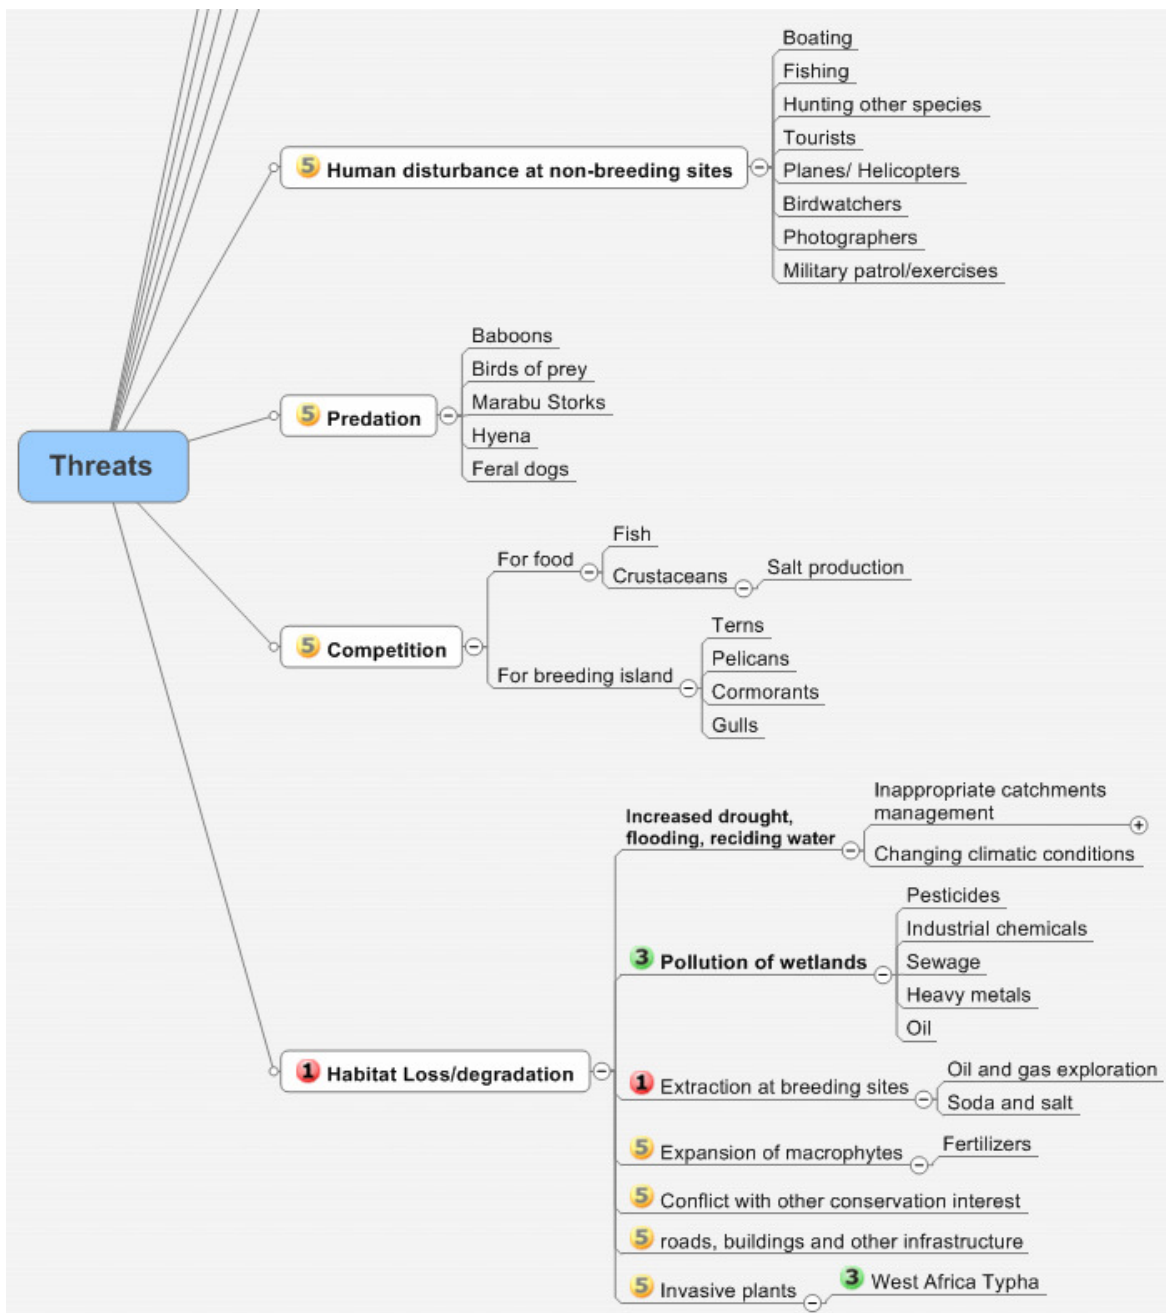 Boating
Fishing
Hunting other species
Tourists
5 Human disturbance at non-breeding sites
Planes/ Helicopters
Birdwatchers
Photographers
Military patrol/exercises
Baboons
Birds of prey
5 Predation
Marabu Storks
Hyena
Feral dogs
Threats
Fish
For food
Crustaceans
Salt production
5 Competition
Terns
Pelicans
For breeding island
Cormorants
Gulls
Inappropriate catchments
management
Increased drought,
flooding, reciding water
Changing climatic conditions
Pesticides
Industrial chemicals
3 Pollution of wetlands
Sewage
Heavy metals
Oil
1 Habitat Loss/degradation
1 Extraction at breeding sites
Oil and gas exploration
Soda and salt
5 Expansion of macrophytes
Fertilizers
5 Conflict with other conservation interest
5 roads, buildings and other infrastructure
5 Invasive plants
3 West Africa Typha